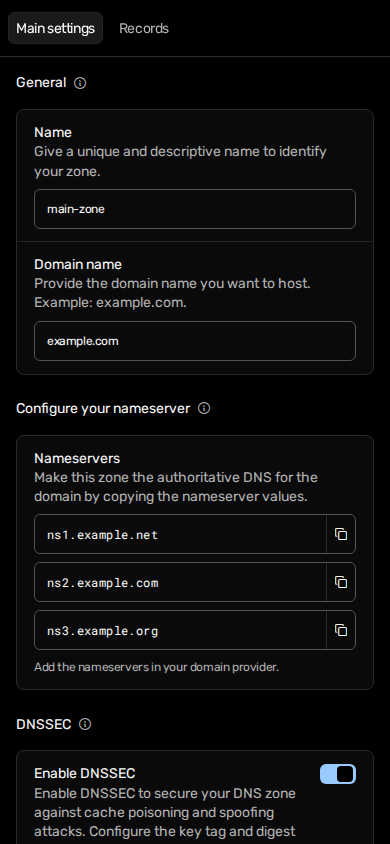 Main settings
Records
General
Name
Give a unique and descriptive name to identify
your zone.
main-zone
Domain name
Provide the domain name you want to host.
Example: example.com.
example.com
Configure your nameserver
Nameservers
Make this zone the authoritative DNS for the
domain by copying the nameserver values.
ns1.example.net
ns2.example.com
ns3.example.org
Add the nameservers in your domain provider.
DNSSEC
Enable DNSSEC
Enable DNSSEC to secure your DNS zone
against cache poisoning and spoofing
attacks. Configure the key tag and digest